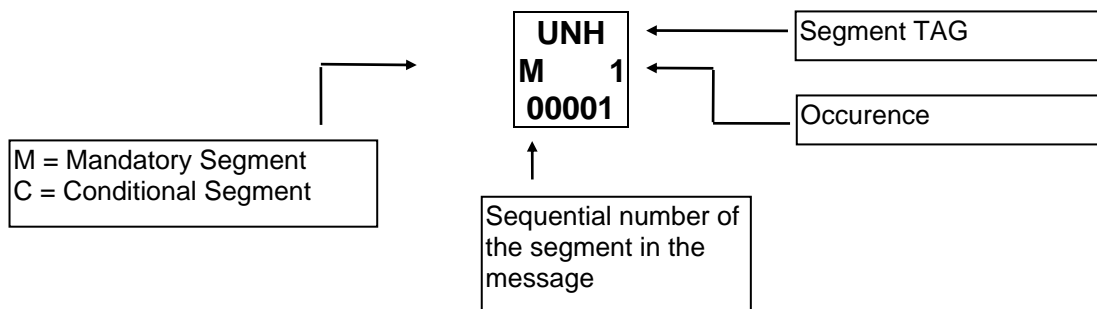 UNH
M 1
00001
Segment TAG
Occurence
M = Mandatory Segment
C = Conditional Segment
Sequential number of
the segment in the
message